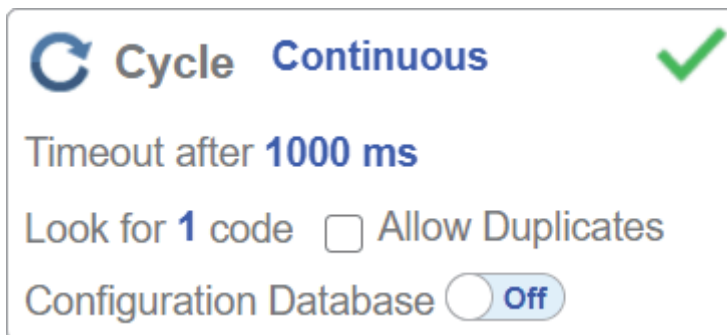 Cycle Continuous
Timeout after 1000 ms
Look for 1 code Allow Duplicates
Configuration Database Off